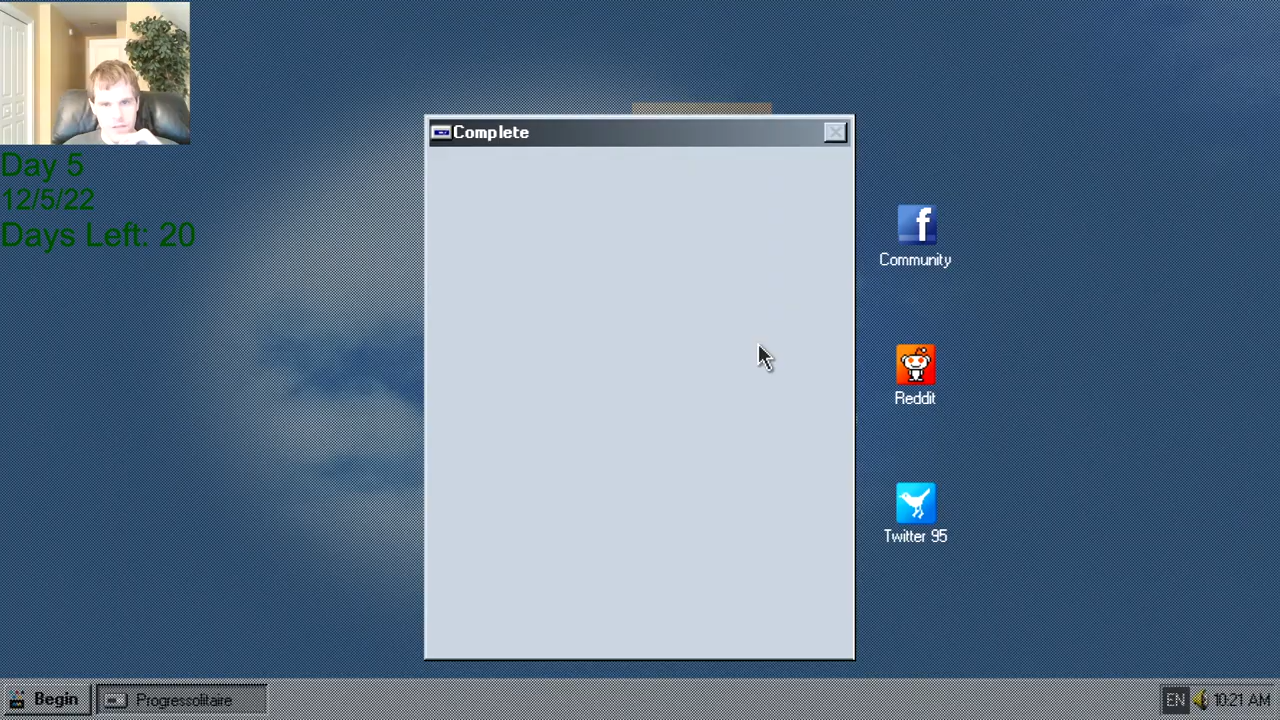 Day 5
12/5/22
Days Left: 20
Complete
Community
Reddit
Twitter 95
Begin
Progressolitaire
EN
10:21 AM